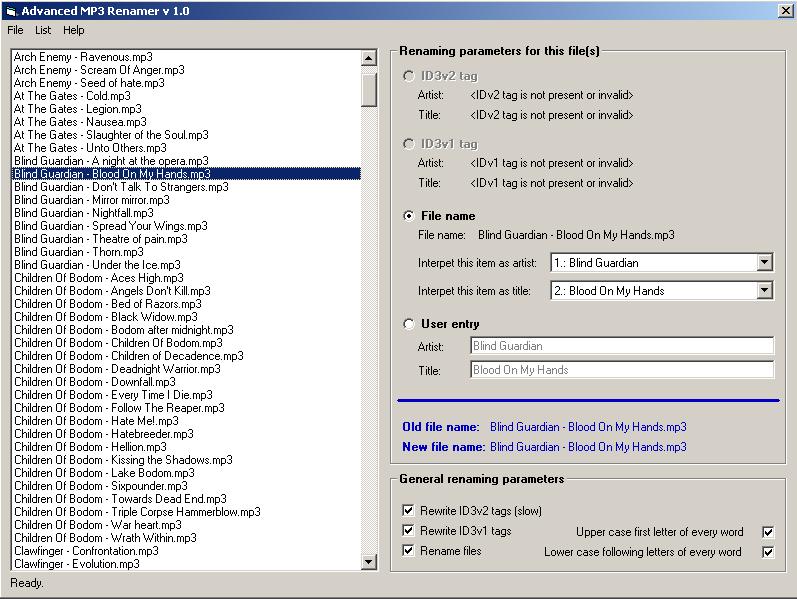 Advanced MP3 Renamer v 1.0
File List Help
Arch Enemy - Ravenous.mp3
Arch Enemy - Scream Of Anger.mp3
Arch Enemy - Seed of hate.mp3
At The Gates - Cold.mp3
At The Gates - Legion.mp3
At The Gates - Nausea.mp3
At The Gates - Slaughter of the Soul.mp3
At The Gates - Unto Others.mp3
Blind Guardian - A night at the opera.mp3
Blind Guardian - Blood On My Hands.mp3
Blind Guardian - Don't Talk To Strangers.mp3
Blind Guardian - Mirror mirror.mp3
Blind Guardian - Nightfall.mp3
Blind Guardian - Spread Your Wings.mp3
Blind Guardian - Theatre of pain.mp3
Blind Guardian - Thorn.mp3
Blind Guardian - Under the Ice.mp3
Children Of Bodom - Aces High.mp3
Children Of Bodom - Angels Don't Kill.mp3
Children Of Bodom - Bed of Razors.mp3
Children Of Bodom - Black Widow.mp3
Children Of Bodom - Bodom after midnight.mp3
Children Of Bodom - Children Of Bodom.mp3
Children Of Bodom - Children of Decadence.mp3
Children Of Bodom - Deadnight Warrior.mp3
Children Of Bodom - Downfall.mp3
Children Of Bodom - Every Time I Die.mp3
Children Of Bodom - Follow The Reaper.mp3
Children Of Bodom - Hate Me!.mp3
Children Of Bodom - Hatebreeder.mp3
Children Of Bodom - Hellion.mp3
Children Of Bodom - Kissing the Shadows.mp3
Children Of Bodom - Lake Bodom.mp3
Children Of Bodom - Sixpounder.mp3
Children Of Bodom - Towards Dead End.mp3
Children Of Bodom - Triple Corpse Hammerblow.mp3
Children Of Bodom - War heart.mp3
Children Of Bodom - Wrath Within.mp3
Clawfinger - Confrontation.mp3
Clawfinger - Evolution.mp3
Renaming parameters for this file(s)
ID3v2 tag
Artist: <IDv2 tag is not present or invalid>
Title: <IDv2 tag is not present or invalid>
ID3v1 tag
Artist: <IDv1 tag is not present or invalid>
Title: <IDv1 tag is not present or invalid>
File name
File name: Blind Guardian - Blood On My Hands.mp3
Interpet this item as artist: 1.: Blind Guardian
Interpet this item as title: 2.: Blood On My Hands
User entry
Artist: Blind Guardian
Title: Blood On My Hands
Old file name: Blind Guardian - Blood On My Hands.mp3
New file name: Blind Guardian - Blood On My Hands.mp3
General renaming parameters
Rewrite ID3v2 tags (slow)
Rewrite ID3v1 tags Upper case first letter of every word
Rename files Lower case following letters of every word
Ready.